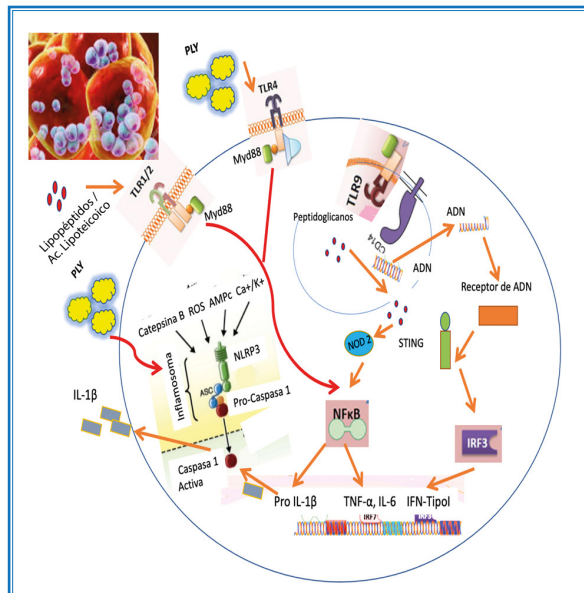 PLY
TLR4
Myd88
TLR1/2
Myd88
Lipopéptidos /
Ac. Lipoteicoico
TLR9
CD14
Peptidoglicanos
ADN
ADN
Receptor de ADN
PLY
Catepsina B ROS AMPc Ca+/K+
Inflamosoma
NLRP3
ASC
Pro-Caspasa 1
NOD 2
STING
IL-1β
NFκB
IRF3
Caspasa 1
Activa
Pro IL-1β
TNF-α, IL-6
IFN-TipoI
IRF7